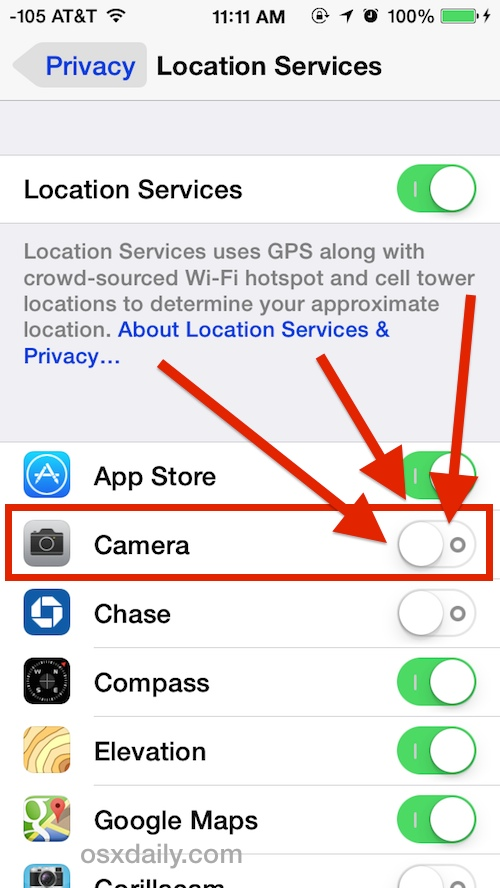 -105 AT&T 11:11 AM 100%
Privacy Location Services
Location Services
Location Services uses GPS along with
crowd-sourced Wi-Fi hotspot and cell tower
locations to determine your approximate
location. About Location Services &
Privacy...
App Store
Camera
Chase
Compass
Elevation
Google Maps
osxdaily.com
Gorillacam